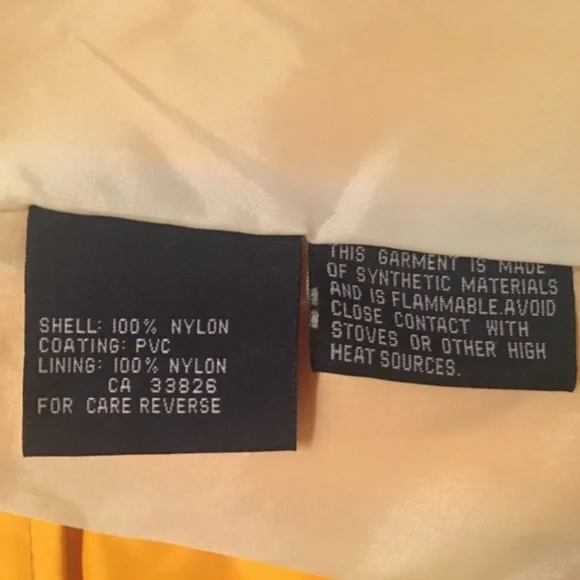 SHELL: 100% NYLON
COATING: PVC
LINING: 100% NYLON
CA 33826
FOR CARE REVERSE
THIS GARMENT IS MADE
OF SYNTHETIC MATERIALS
AND IS FLAMMABLE.AVOID
CLOSE CONTACT WITH
STOVES OR OTHER HIGH
HEAT SOURCES.